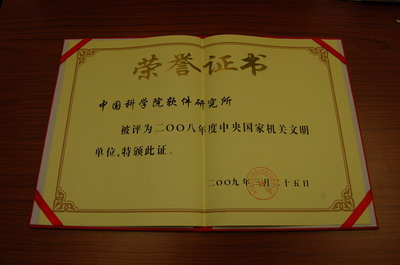 荣誉证书
中国科学院软件研究所
被评为二〇〇八年度中央国家机关文明
单位,特颁此证。
二〇〇九年三月二十五日